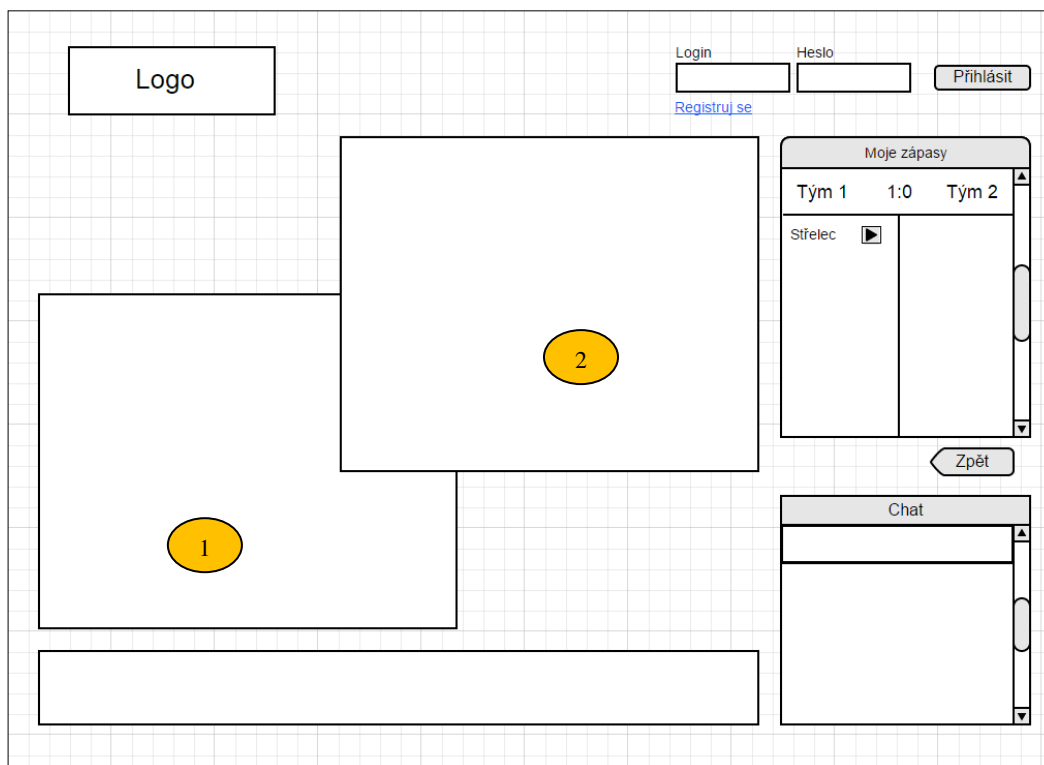 Logo
Login
Heslo
Přihlásit
Registruj se
Moje zápasy
Tým 1 1:0 Tým 2
Střelec
2
Zpět
1
Chat